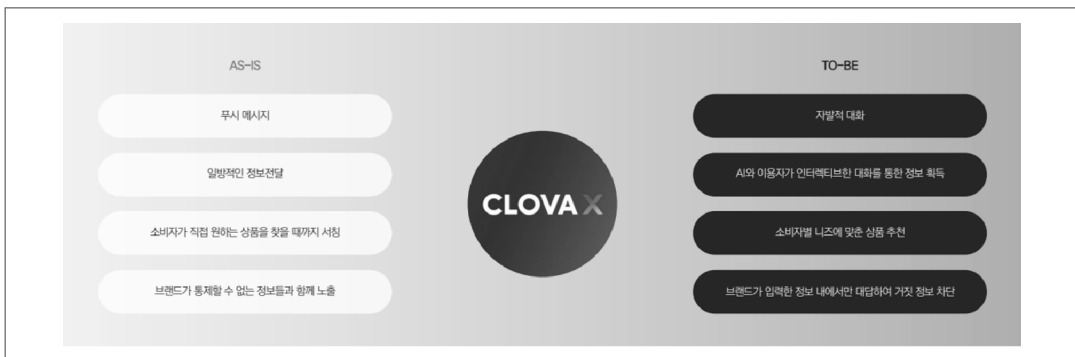 AS-IS
무시 메시지
일방적인 정보전달
소비자가 직접 원하는 상품을 찾을 때까지 서칭
브랜드가 통제할 수 없는 정보들과 함께 노출
CLOVA X
TO-BE
자발적 대화
AI와 이용자가 인터렉티브한 대화를 통한 정보 획득
소비자별 니즈에 맞춘 상품 추천
브랜드가 입력한 정보 내에서만 대답하여 거짓 정보 차단